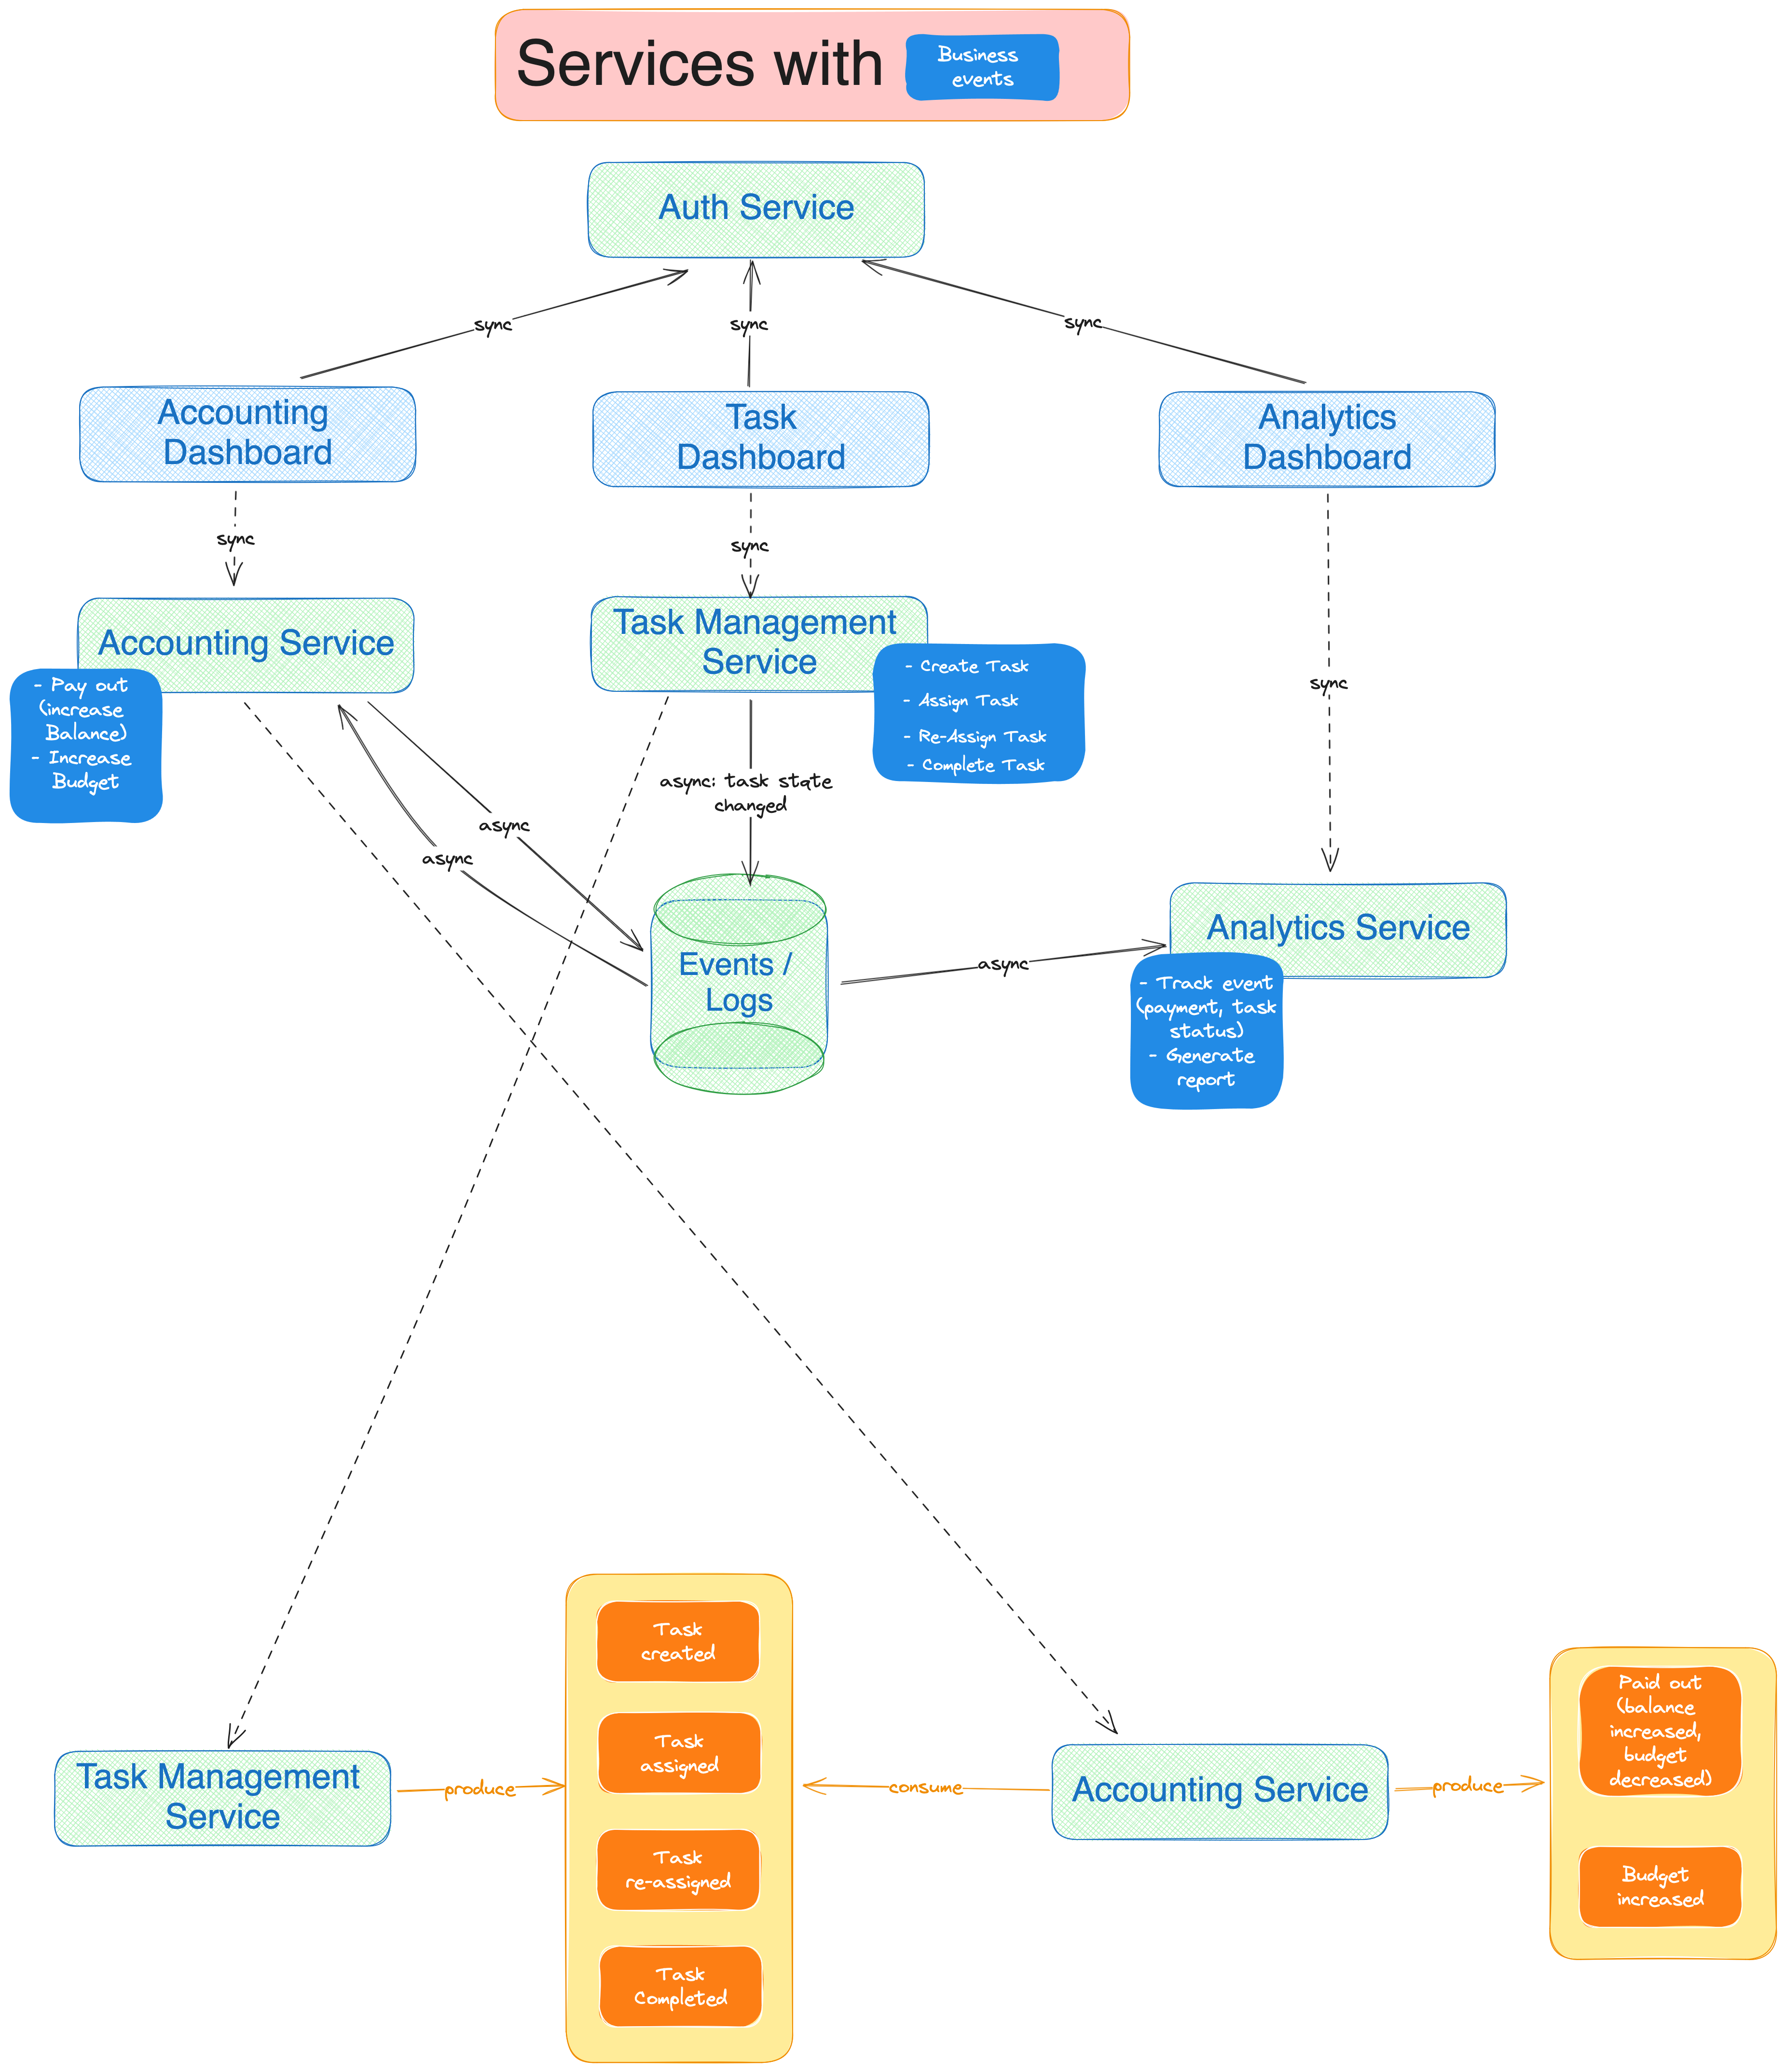 Services with
Business
events
Auth Service
sync
sync
sync
Accounting
Dashboard
Task
Dashboard
Analytics
Dashboard
sync
sync
sync
Accounting Service
- Pay out
(increase
Balance)
- Increase
Budget
Task Management
Service
- Create Task
- Assign Task
- Re-Assign Task
- Complete Task
async: task state
changed
async
async
Events /
Logs
async
Analytics Service
- Track event
(payment, task
status)
- Generate
report
Task Management
Service
produce
Task
created
Task
assigned
Task
re-assigned
Task
Completed
consume
Accounting Service
produce
Paid out
(balance
increased,
budget
decreased)
Budget
increased